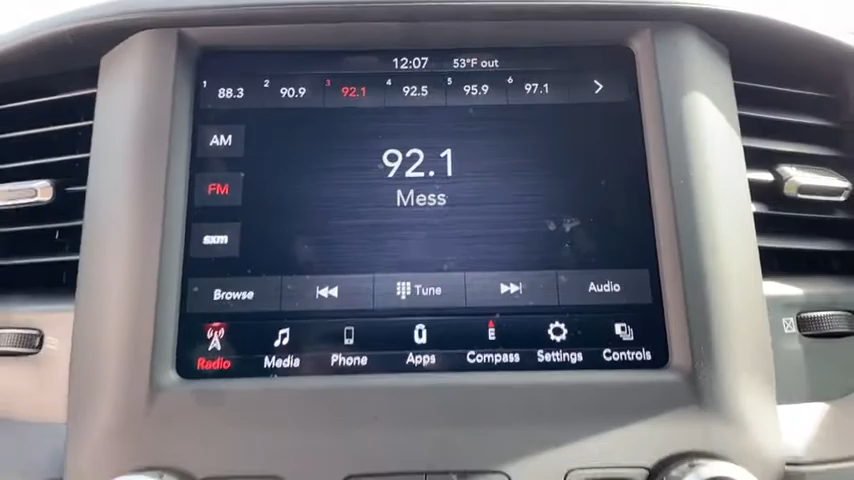 12:07 53°F out
1 88.3 2 90.9 3 92.1 4 92.5 5 95.9 6 97.1
AM
FM
sxm
92.1
Mess
Browse Tune Audio
E
Radio Media Phone Apps Compass Settings Controls